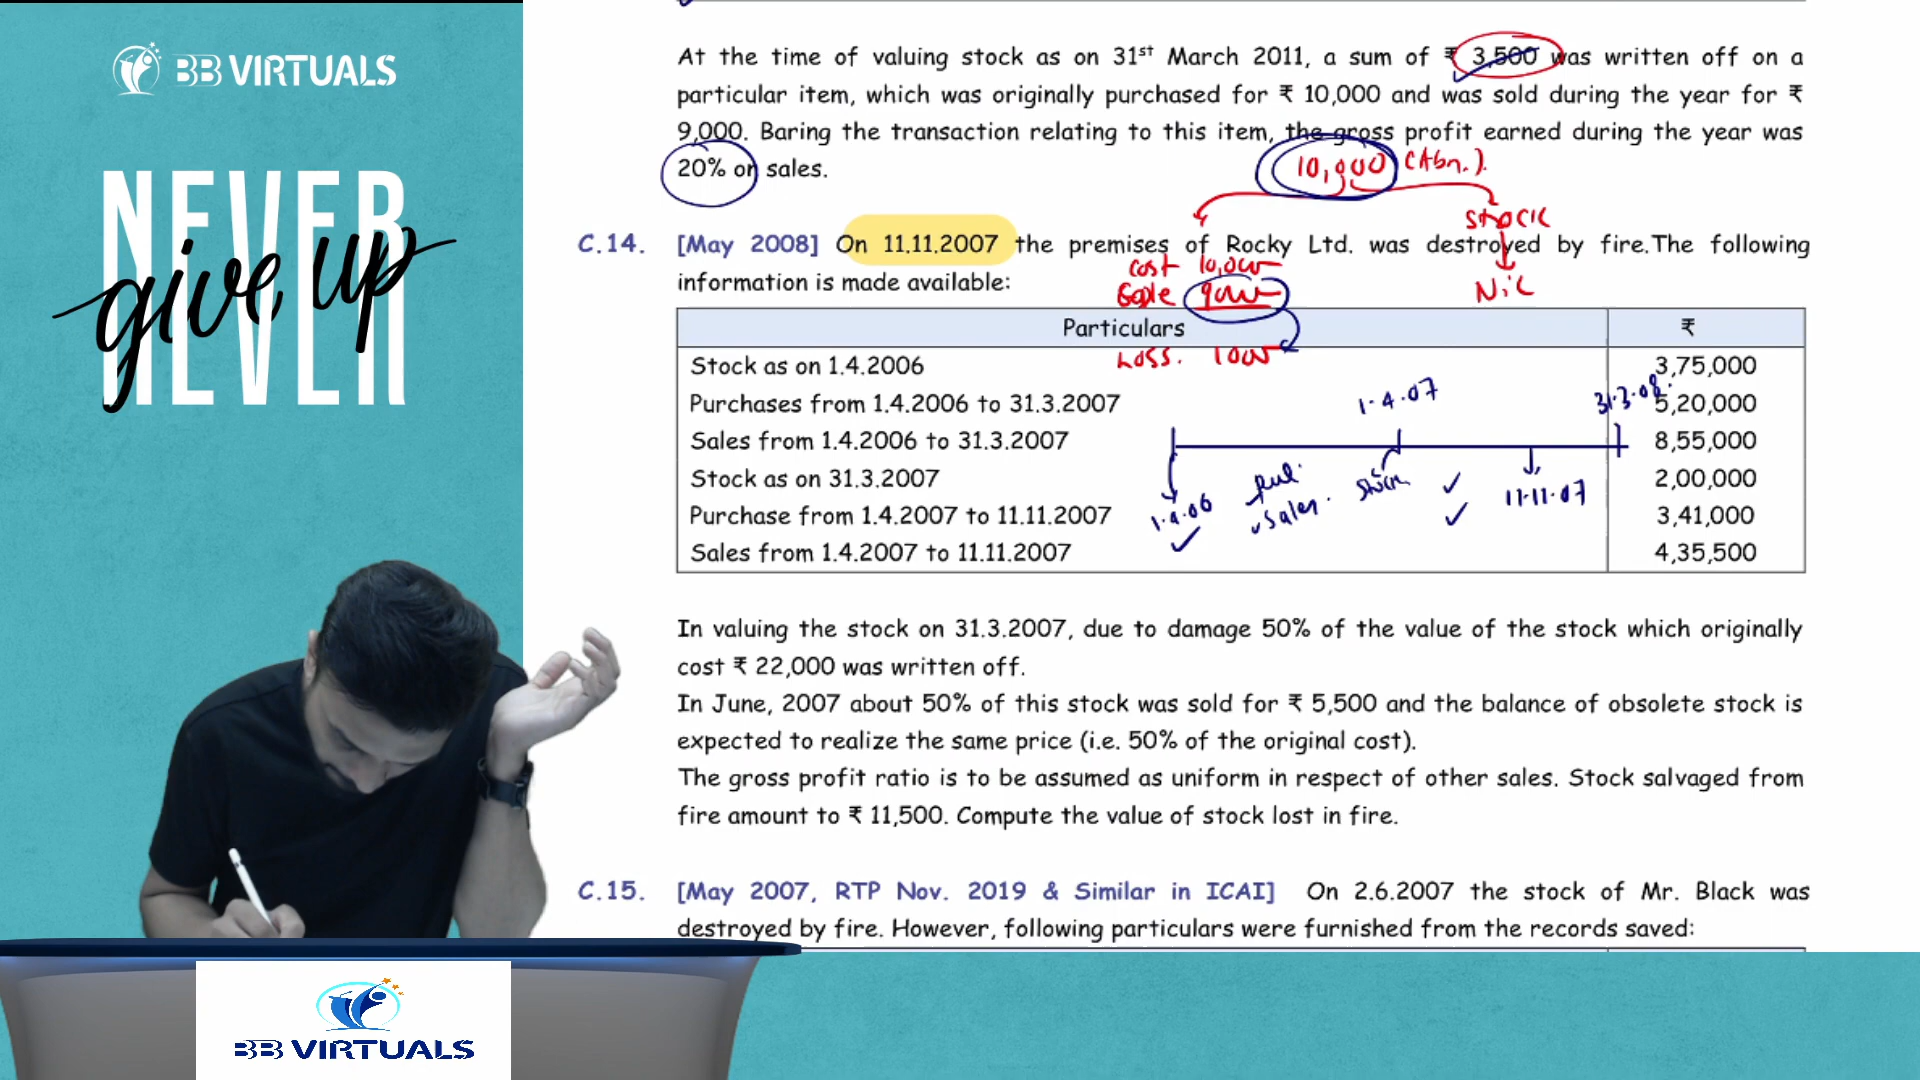 BB VIRTUALS
NEVER
give up
NEVER
At the time of valuing stock as on 31st March 2011, a sum of ₹ 3,500 was written off on a
particular item, which was originally purchased for ₹ 10,000 and was sold during the year for ₹
9,000. Baring the transaction relating to this item, the gross profit earned during the year was
20% on sales.
10,000 (Abn.).
Stock
C.14. [May 2008] On 11.11.2007 the premises of Rocky Ltd. was destroyed by fire.The following
cost 10,000
information is made available:
Sale 9000
Nil
Particulars ₹
Loss. 1000
Stock as on 1.4.2006 3,75,000
1.4.07
31.3.08.
Purchases from 1.4.2006 to 31.3.2007 5,20,000
Sales from 1.4.2006 to 31.3.2007 8,55,000
Stock as on 31.3.2007 2,00,000
Pur.
Stock
11.11.07
1.4.06
Sales.
Purchase from 1.4.2007 to 11.11.2007 3,41,000
Sales from 1.4.2007 to 11.11.2007 4,35,500
In valuing the stock on 31.3.2007, due to damage 50% of the value of the stock which originally
cost ₹ 22,000 was written off.
In June, 2007 about 50% of this stock was sold for ₹ 5,500 and the balance of obsolete stock is
expected to realize the same price (i.e. 50% of the original cost).
The gross profit ratio is to be assumed as uniform in respect of other sales. Stock salvaged from
fire amount to ₹ 11,500. Compute the value of stock lost in fire.
C.15. [May 2007, RTP Nov. 2019 & Similar in ICAI] On 2.6.2007 the stock of Mr. Black was
destroyed by fire. However, following particulars were furnished from the records saved:
BB VIRTUALS